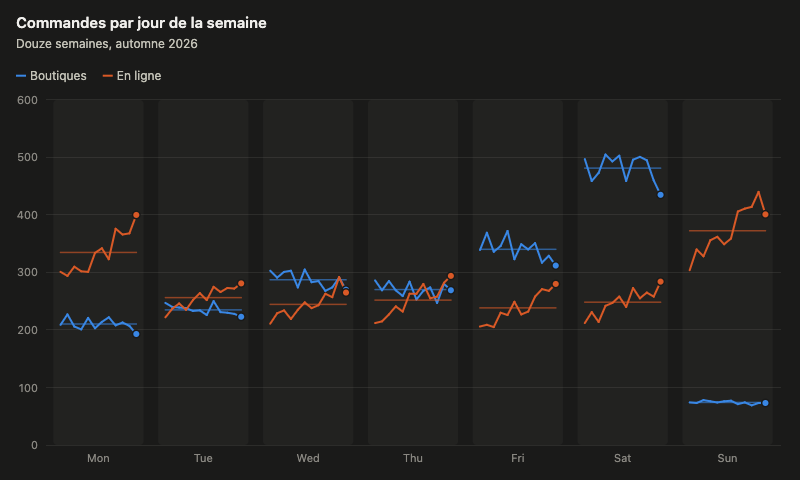 Commandes par jour de la semaine
Douze semaines, automne 2026
Boutiques En ligne
600
500
400
300
200
100
0
Mon Tue Wed Thu Fri Sat Sun